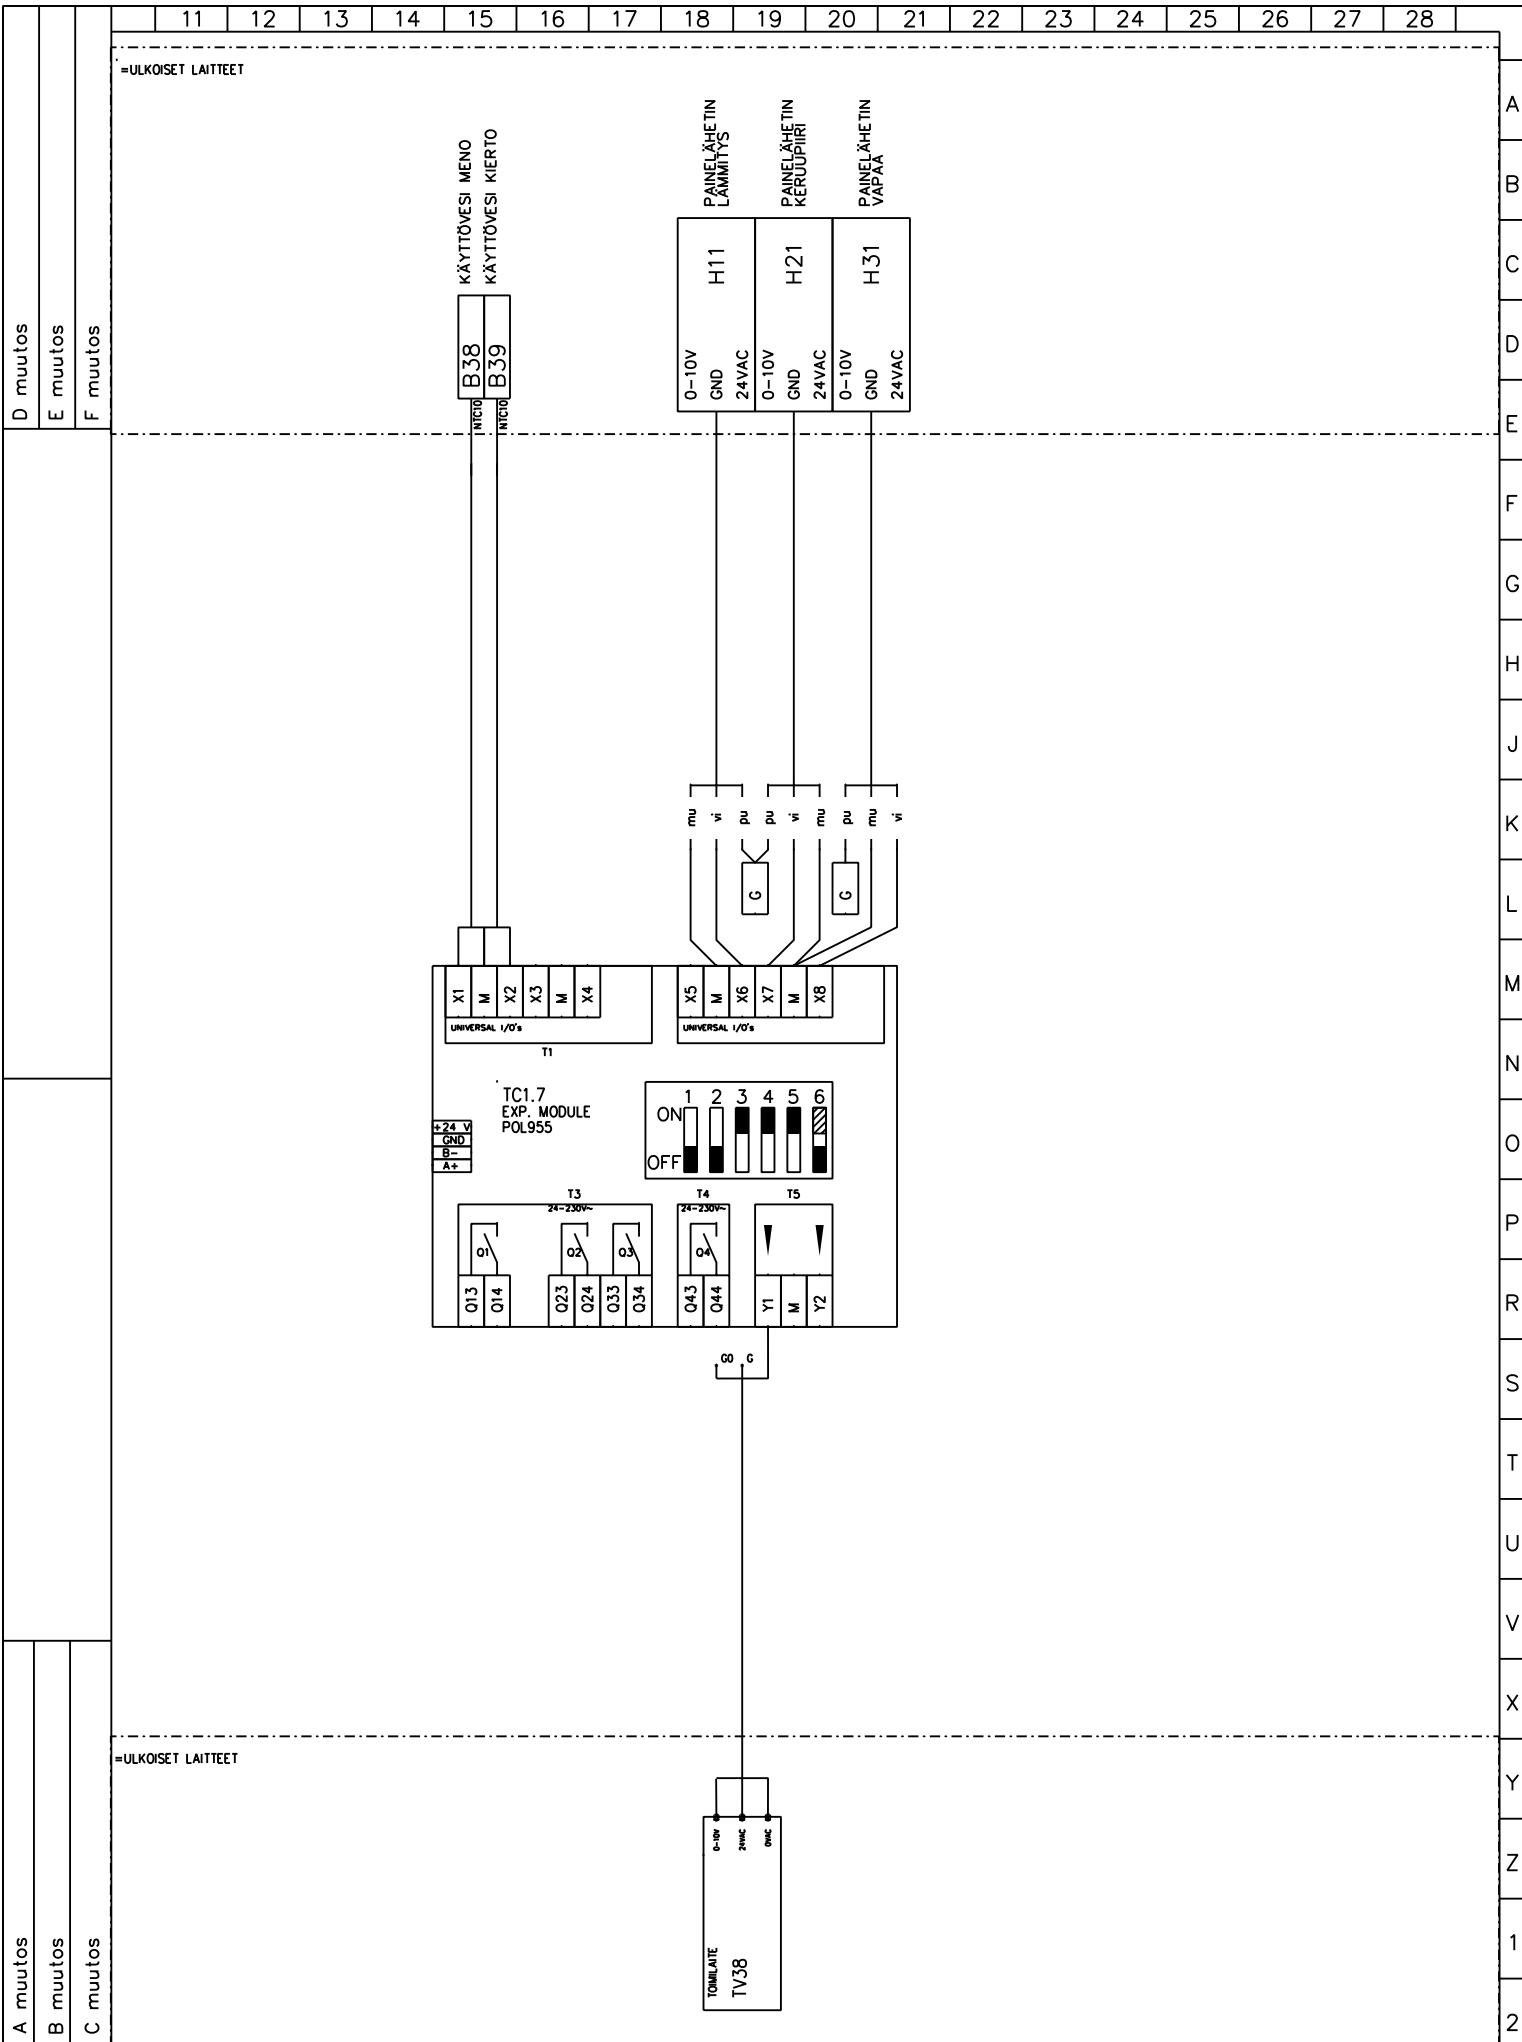 11 12 13 14 15 16 17 18 19 20 21 22 23 24 25 26 27 28
=ULKOISET LAITTEET
A
B
C
D
E
F
G
H
J
K
L
M
N
O
P
R
S
T
U
V
X
Y
Z
1
2
D muutos
E muutos
F muutos
KÄYTTÖVESI MENO
KÄYTTÖVESI KIERTO
B38
B39
NTC10
NTC10
PAINELÄHETIN
LÄMMITYS
PAINELÄHETIN
KERUUPIIRI
PAINELÄHETIN
VAPAA
H11
H21
H31
0-10V
GND
24VAC
0-10V
GND
24VAC
0-10V
GND
24VAC
mu
vi
pu
pu
vi
mu
pu
mu
vi
G
G
X1
M
X2
X3
M
X4
UNIVERSAL I/O's
T1
X5
M
X6
X7
M
X8
UNIVERSAL I/O's
TC1.7
EXP. MODULE
POL955
+24 V
GND
B-
A+
1 2 3 4 5 6
ON
OFF
T3
24-230V~
T4
24-230V~
T5
Q1
Q2
Q3
Q4
Q13
Q14
Q23
Q24
Q33
Q34
Q43
Q44
Y1
M
Y2
G0 G
=ULKOISET LAITTEET
0-10V
24VAC
0VAC
TOIMILAITE
TV38
A muutos
B muutos
C muutos